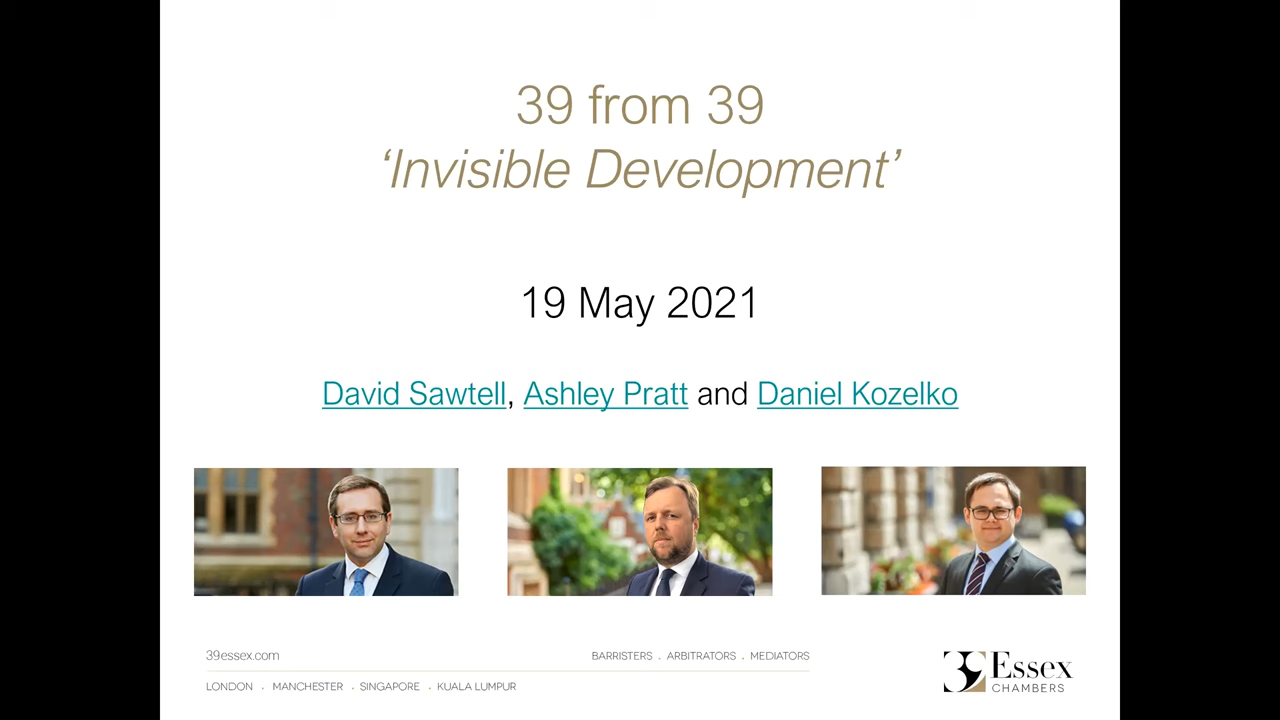 39 from 39
‘Invisible Development’
19 May 2021
David Sawtell, Ashley Pratt and Daniel Kozelko
39essex.com
BARRISTERS . ARBITRATORS . MEDIATORS
LONDON . MANCHESTER . SINGAPORE . KUALA LUMPUR
39 Essex
CHAMBERS